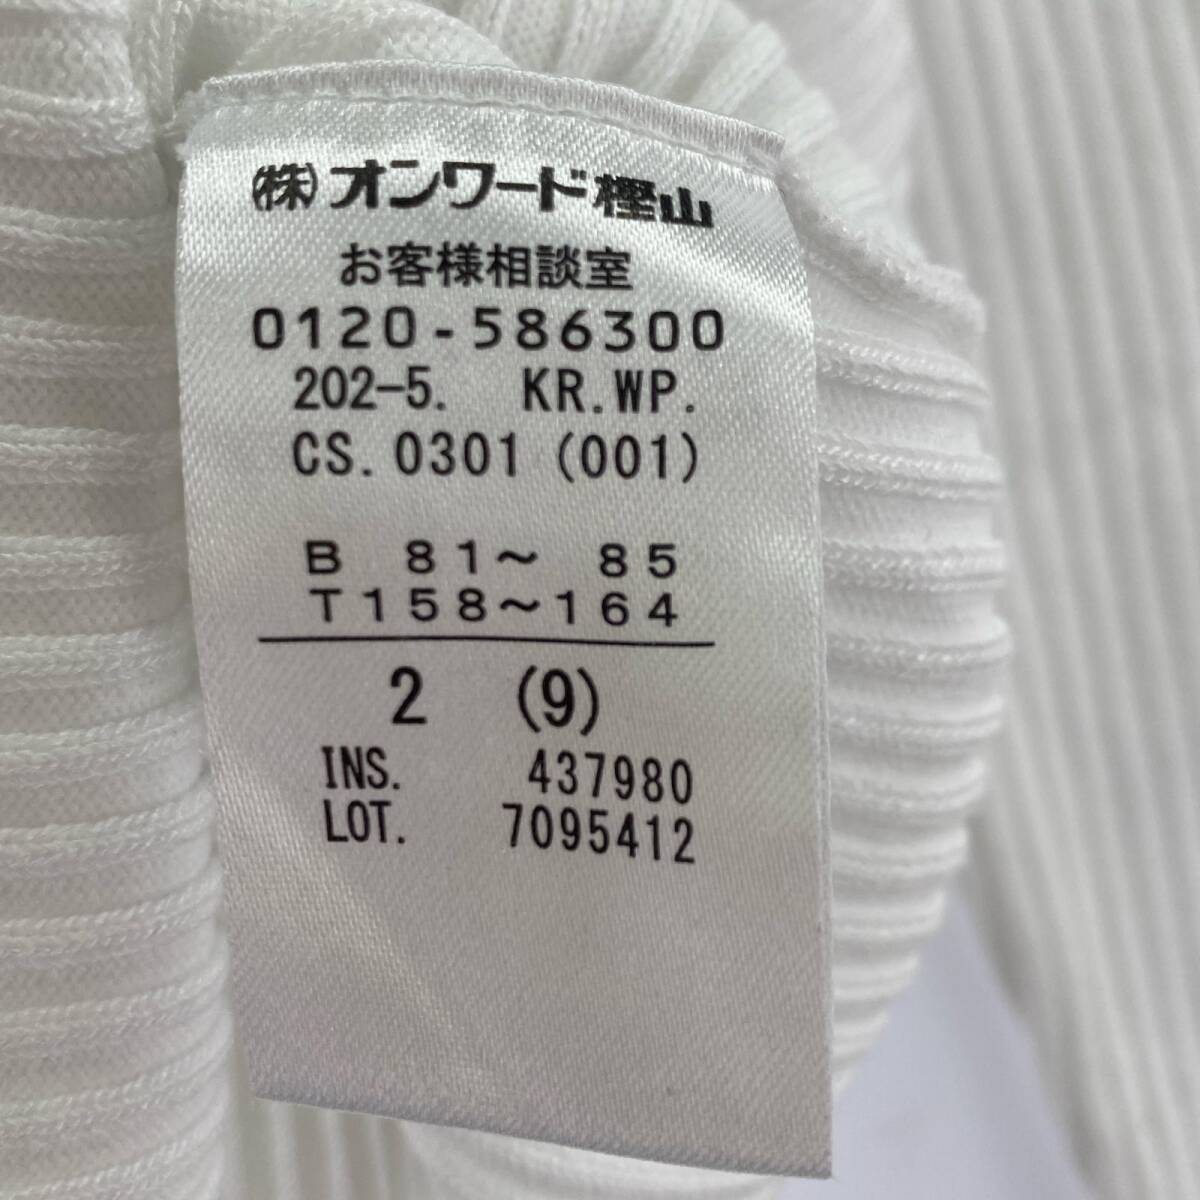 (株)オンワード樫山
お客様相談室
0120-586300
202-5. KR.WP.
CS.0301 (001)
B 81～ 85
T158～164
2 (9)
INS. 437980
LOT. 7095412